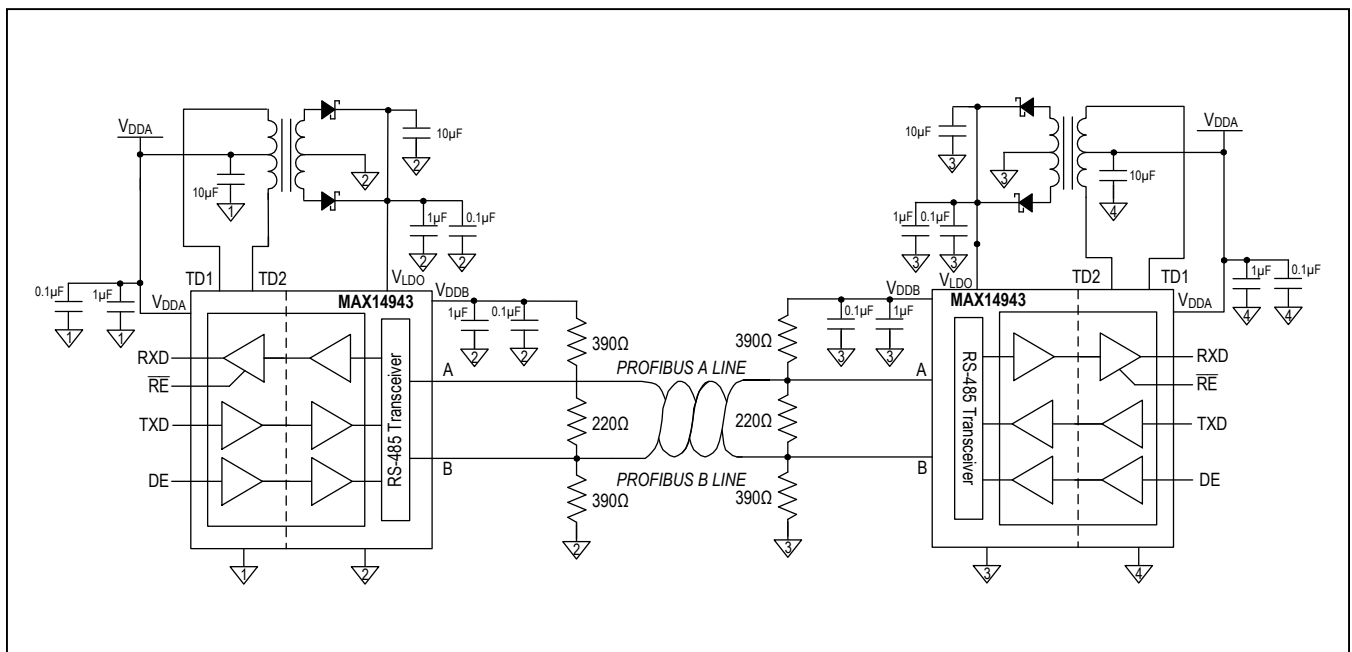 VDDA
10µF
2
10µF
1
2
1µF
0.1µF
2
2
TD1
TD2
VLDO
0.1µF
1µF
1
1
VDDA
MAX14943
VDDB
1µF
0.1µF
2
2
RXD
RE
TXD
DE
RS-485 Transceiver
A
B
1
2
390Ω
220Ω
390Ω
2
PROFIBUS A LINE
PROFIBUS B LINE
390Ω
220Ω
390Ω
3
10µF
3
3
VDDA
10µF
4
1µF
0.1µF
3
3
VLDO
TD2
TD1
1µF
0.1µF
4
4
VDDB
0.1µF
1µF
3
3
MAX14943
VDDA
A
B
RS-485 Transceiver
RXD
RE
TXD
DE
3
4